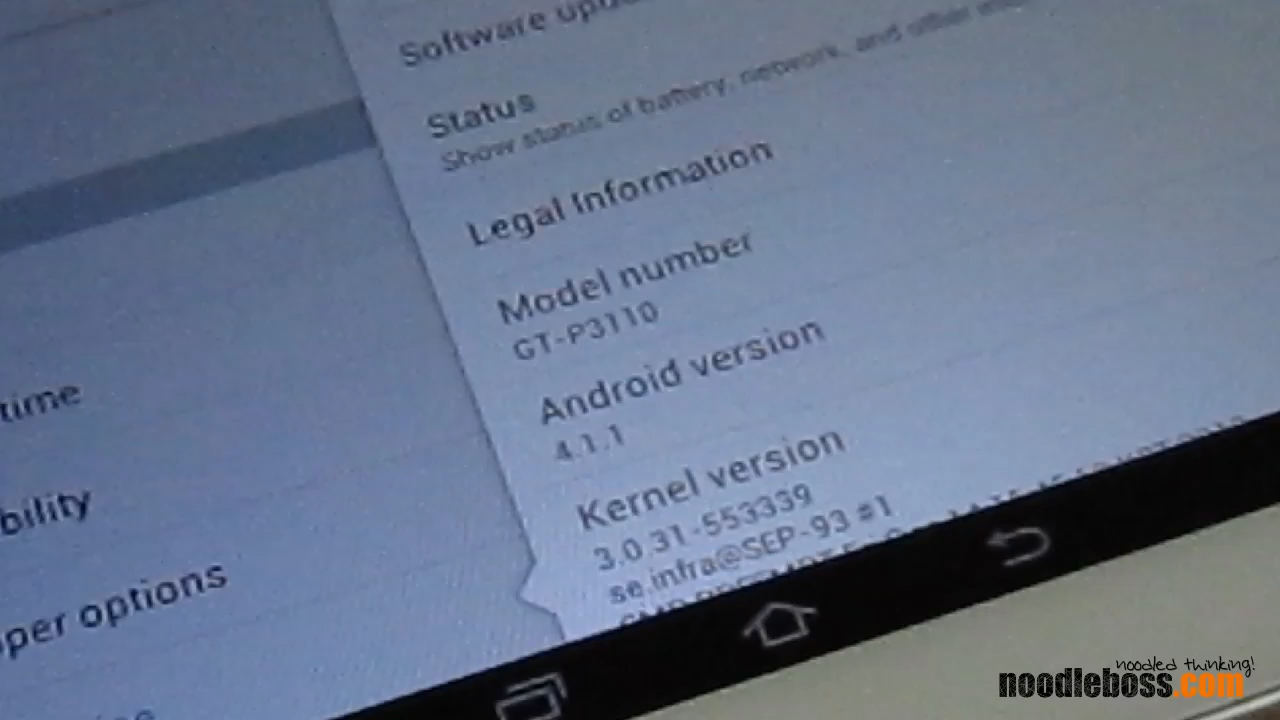 Software
Status
Show status of battery, network, and other
Legal Information
Model number
GT-P3110
Android version
4.1.1
Kernel version
3.0.31-553339
se.infra@SEP-93 #1
time
bility
per options
noodled thinking!
noodleboss.com